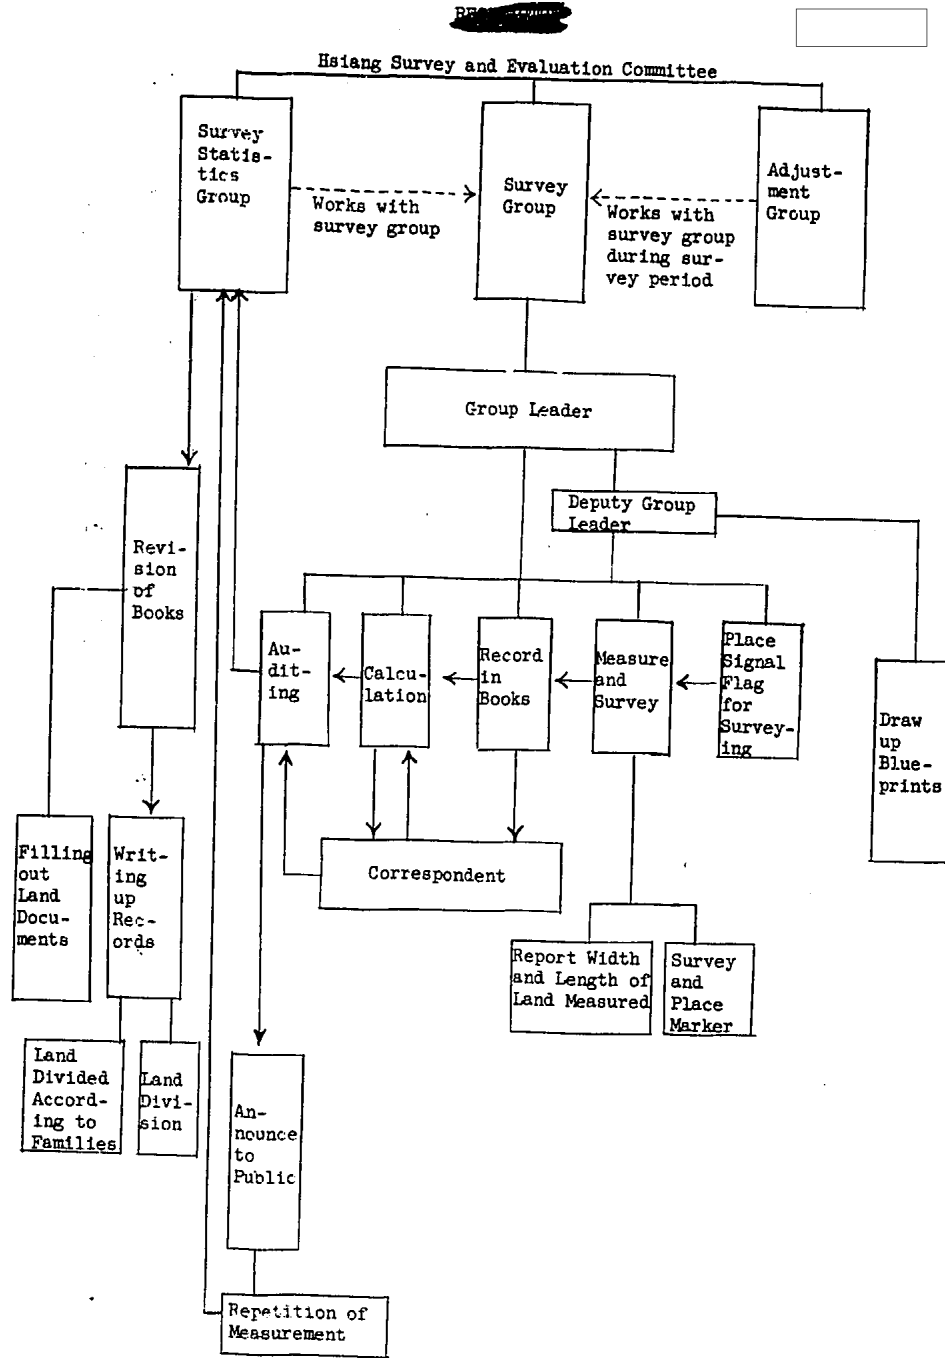 Hsiang Survey and Evaluation Committee
Survey
Statis-
tics
Group
Works with
survey group
Survey
Group
Works with
survey group
during sur-
vey period
Adjust-
ment
Group
Group Leader
Deputy Group
Leader
Revi-
sion
of
Books
Au-
dit-
ing
Calcu-
lation
Record
in
Books
Measure
and
Survey
Place
Signal
Flag
for
Survey-
ing
Draw
up
Blue-
prints
Filling
out
Land
Docu-
ments
Writ-
ing
up
Rec-
ords
Correspondent
Report Width
and Length of
Land Measured
Survey
and
Place
Marker
Land
Divided
Accord-
ing to
Families
Land
Divi-
sion
An-
nounce
to
Public
Repetition of
Measurement